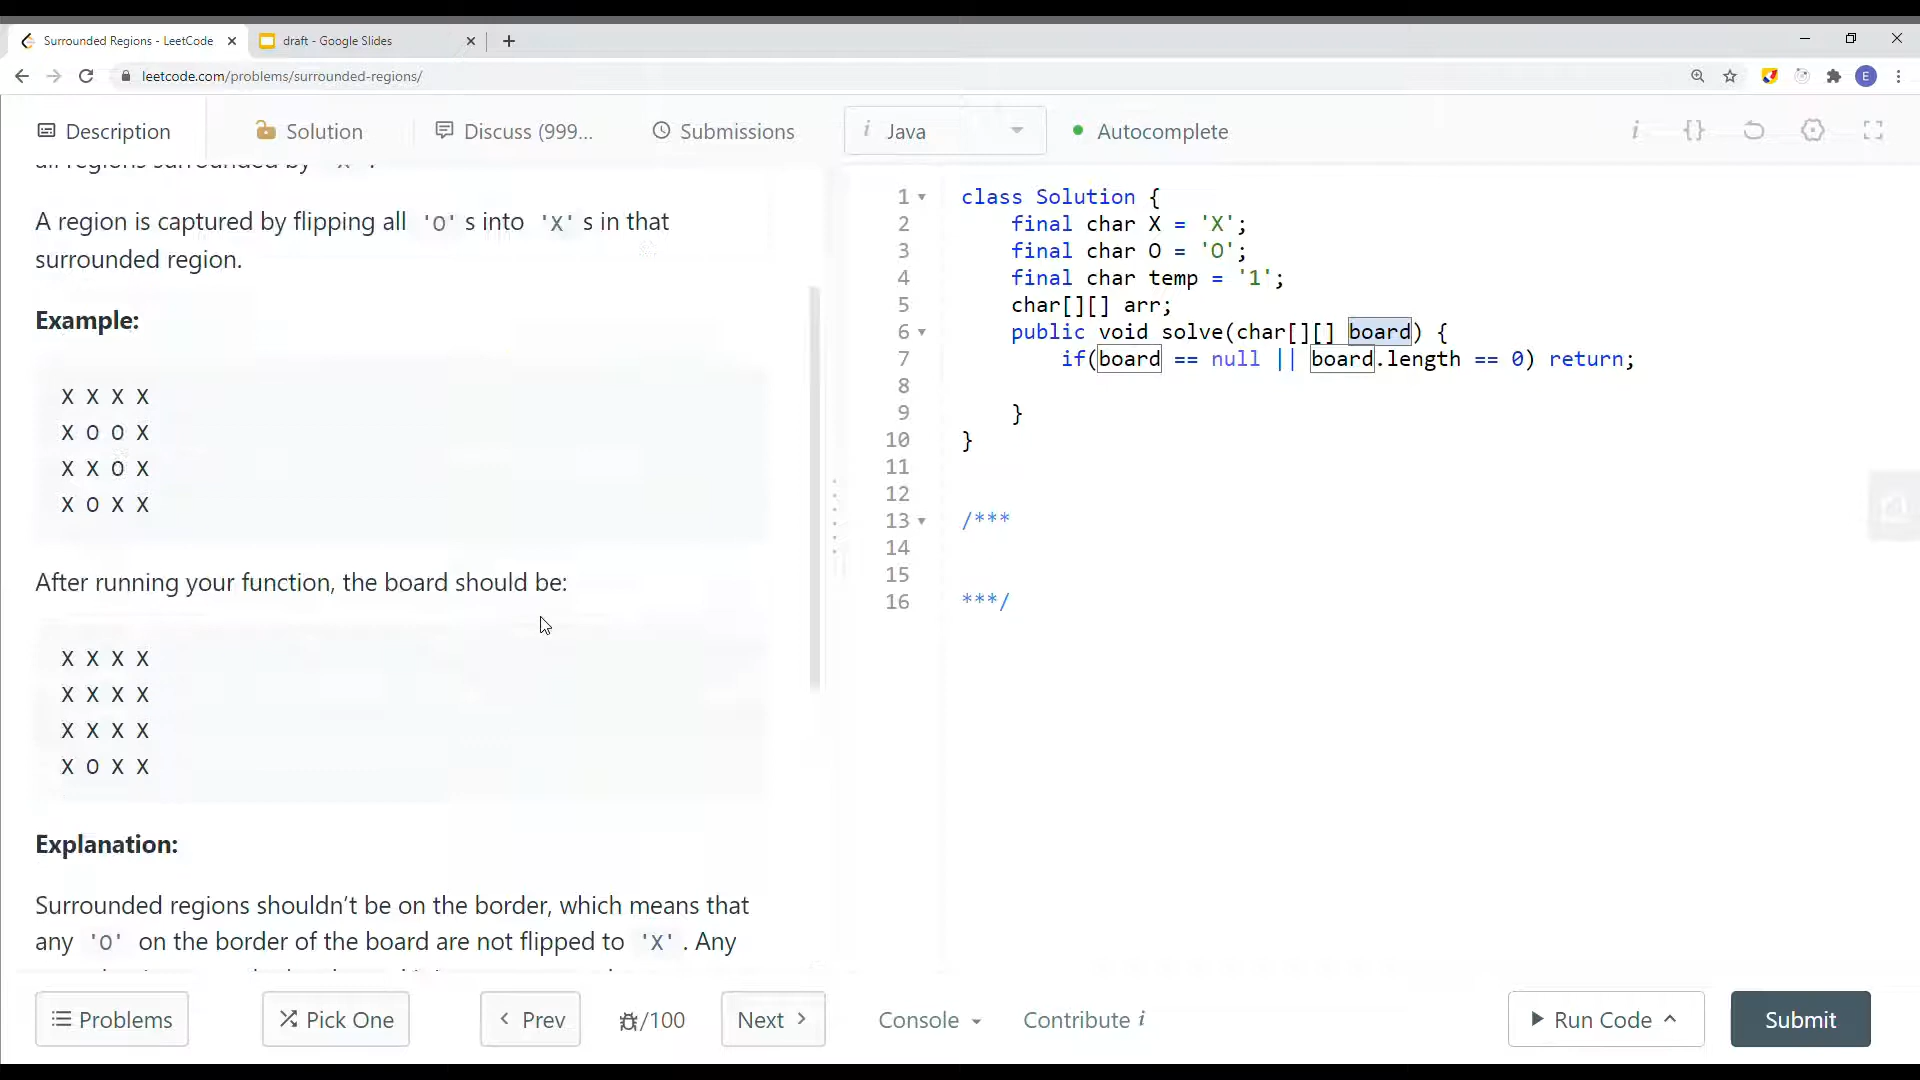 Surrounded Regions - LeetCode
draft - Google Slides
leetcode.com/problems/surrounded-regions/
E
Description
Solution
Discuss (999...
Submissions
i Java
Autocomplete
i {}
all regions surrounded by 'X' .
A region is captured by flipping all 'O' s into 'X' s in that
surrounded region.
Example:
X X X X
X O O X
X X O X
X O X X
After running your function, the board should be:
X X X X
X X X X
X X X X
X O X X
Explanation:
Surrounded regions shouldn't be on the border, which means that
any 'O' on the border of the board are not flipped to 'X' . Any
1 class Solution {
2 final char X = 'X';
3 final char O = 'O';
4 final char temp = '1';
5 char[][] arr;
6 public void solve(char[][] board) {
7 if(board == null || board.length == 0) return;
8
9 }
10 }
11
12
13 /***
14
15
16 ***/
Problems
Pick One
Prev
/100
Next
Console
Contribute i
Run Code
Submit